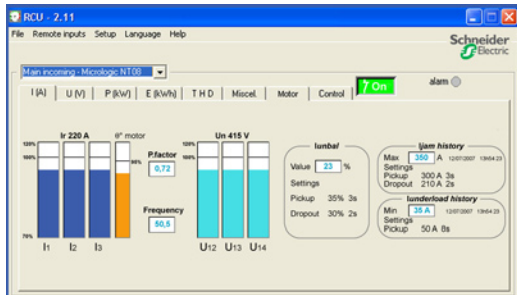 RCU - 2.11
File Remote inputs Setup Language Help
Schneider
Electric
Main incoming - Micrologic NT08
I (A) U (V) P (kW) E (kWh) T H D Miscel. Motor Control
On
alarm
Ir 220 A θ° motor Un 415 V
120% 100% 70%
90%
120% 100%
P.factor
0,72
Frequency
50,5
I1 I2 I3
U12 U13 U14
Iunbal
Value 23 %
Settings
Pickup 35% 3s
Dropout 30% 2s
Ijam history
Max 350 A 12/07/2007 13h54:23
Settings
Pickup 300 A 3s
Dropout 210 A 2s
Iunderload history
Min 35 A 12/07/2007 13h54:23
Settings
Pickup 50 A 8s